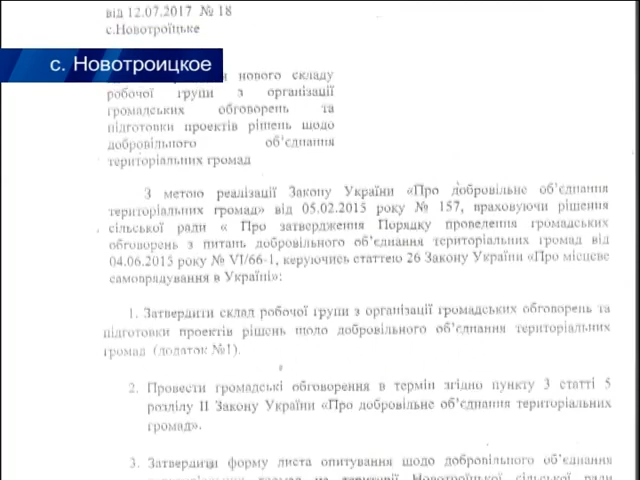 від 12.07.2017 № 18
с.Новотроїцьке
с. Новотроицкое
нового складу
робочої групи з організації
громадських обговорень та
підготовки проектів рішень щодо
добровільного об’єднання
територіальних громад
З метою реалізації Закону України «Про добровільне об’єднання
територіальних громад» від 05.02.2015 року № 157, враховуючи рішення
сільської ради « Про затвердження Порядку проведення громадських
обговорень з питань добровільного об’єднання територіальних громад від
04.06.2015 року № VI/66-1, керуючись статтею 26 Закону України «Про місцеве
самоврядування в Україні»:
1. Затвердити склад робочої групи з організації громадських обговорень та
підготовки проектів рішень щодо добровільного об’єднання територіальних
громад (додаток №1).
2. Провести громадські обговорення в термін згідно пункту 3 статті 5
розділу II Закону України «Про добровільне об’єднання територіальних
громад».
3. Затвердити форму листа опитування щодо добровільного об’єднання
територіальних громад на території Новотроїцької сільської ради